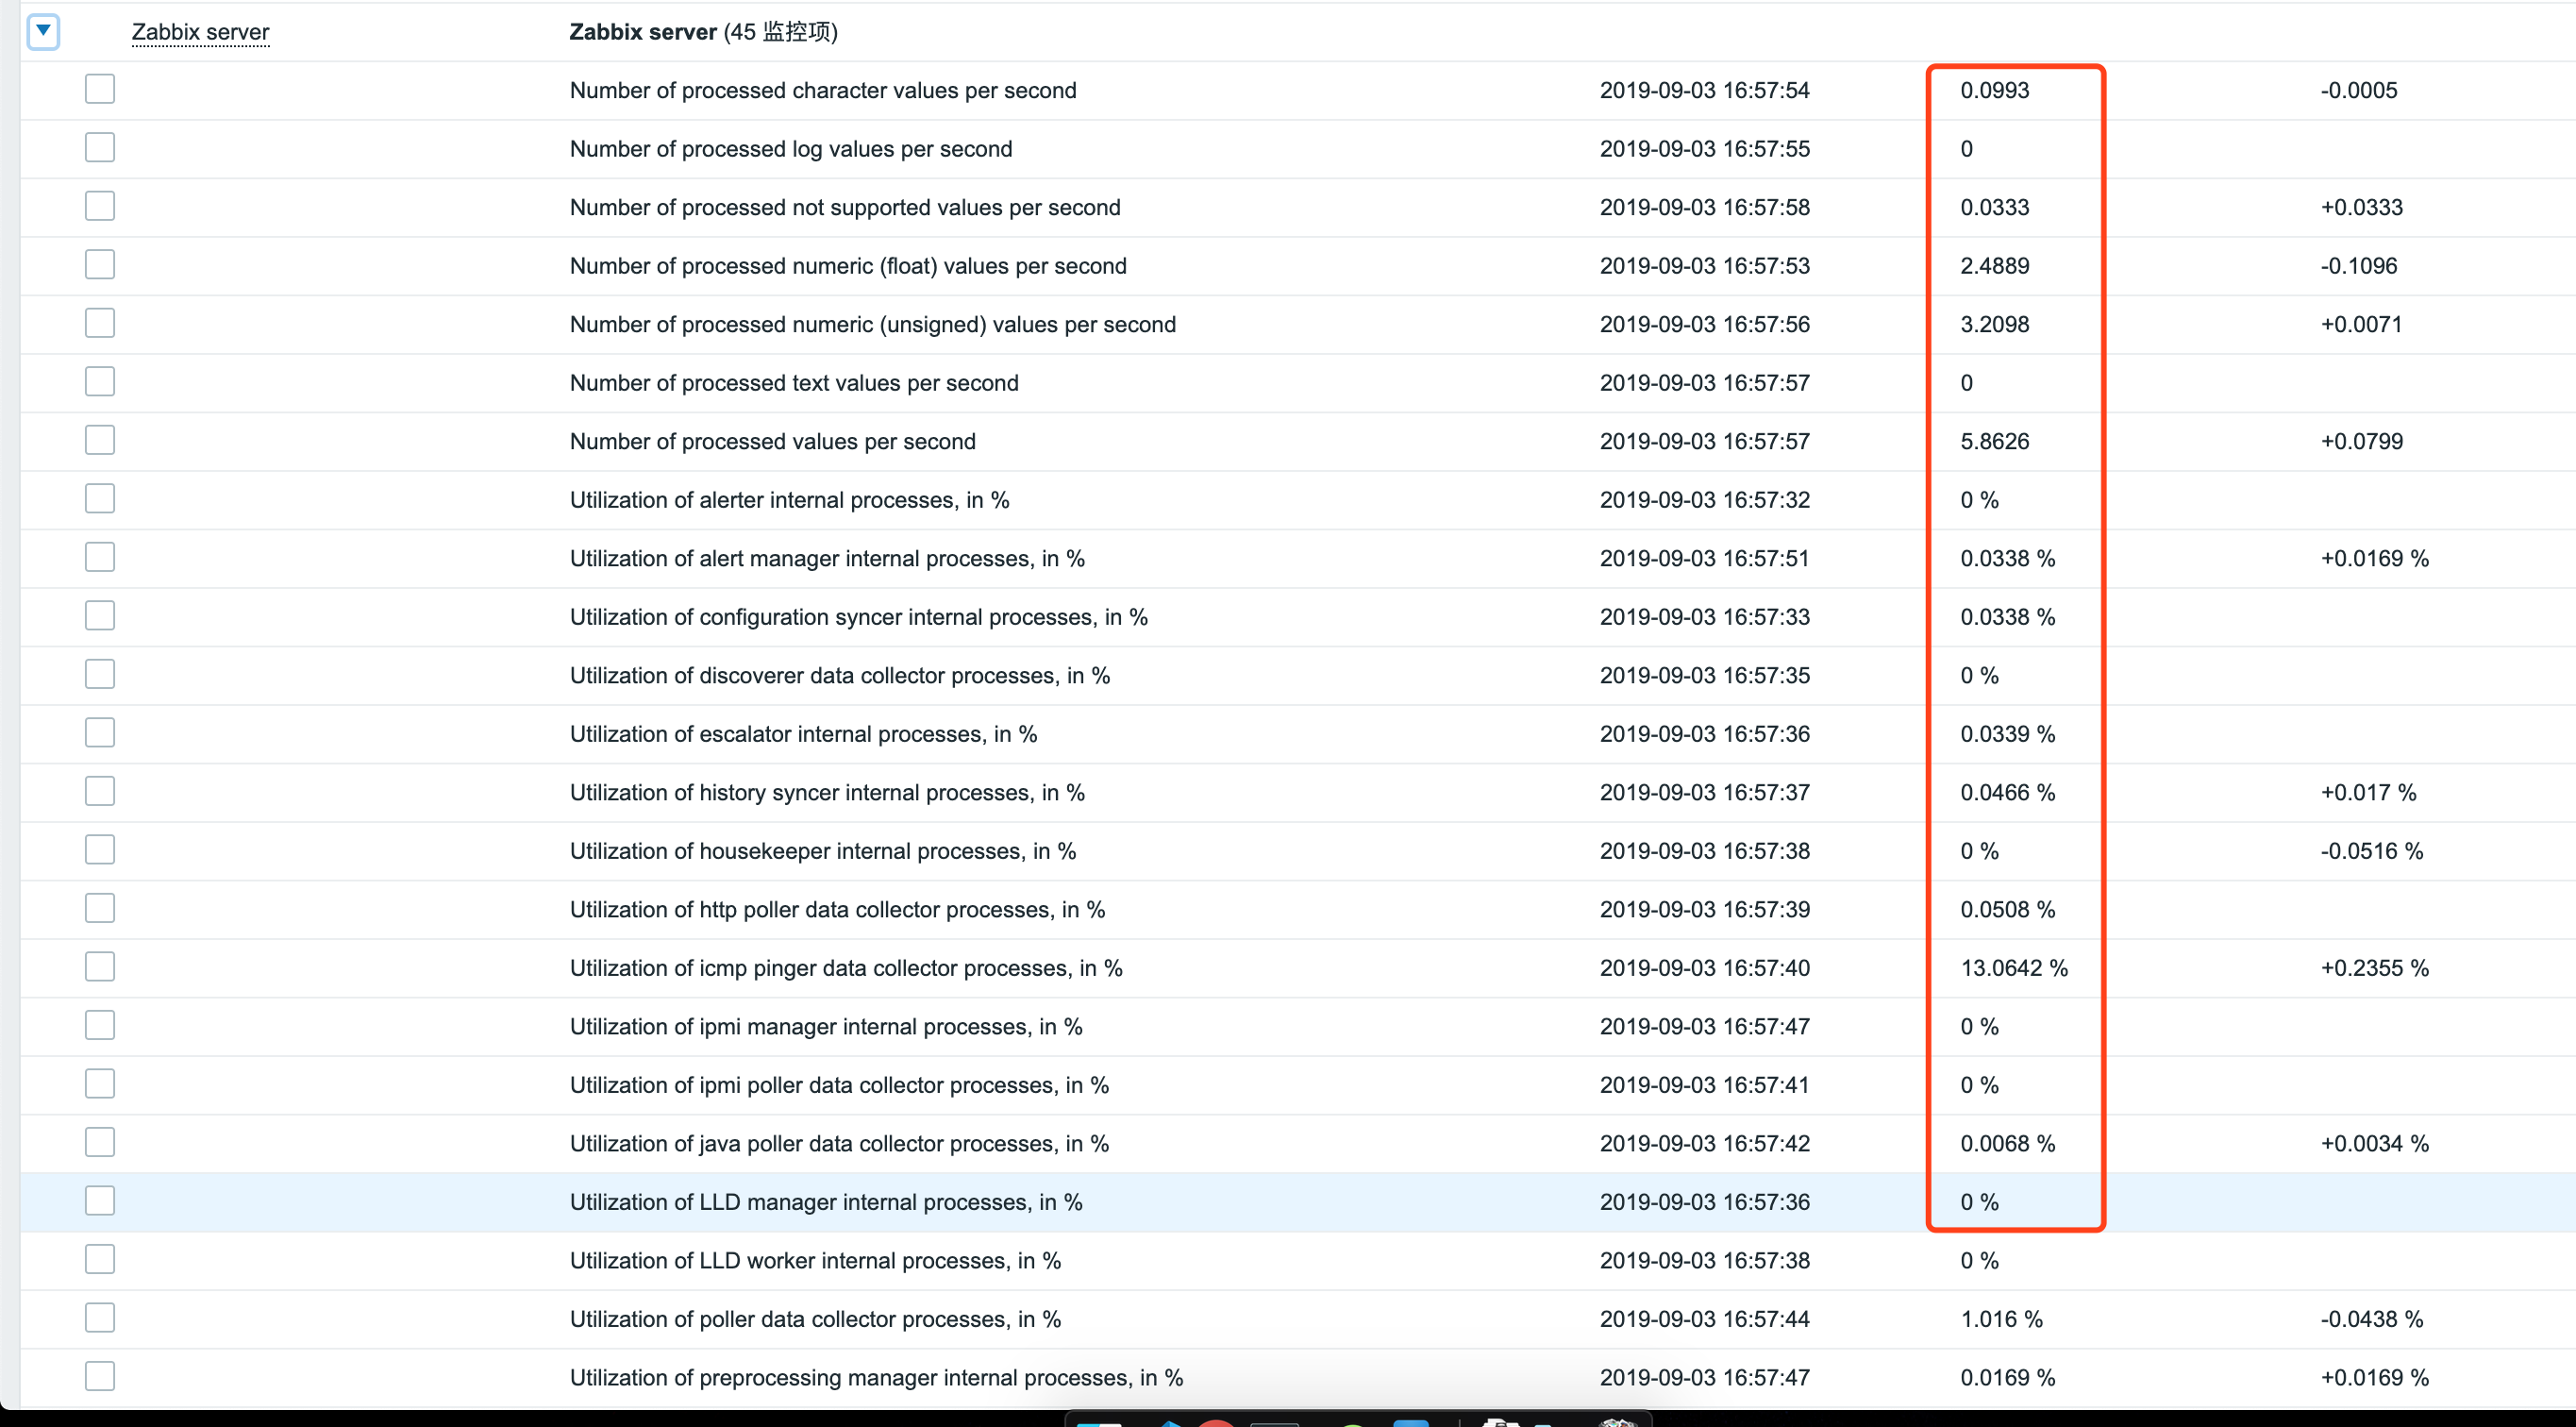 Zabbix server Zabbix server (45 监控项)
Number of processed character values per second 2019-09-03 16:57:54 0.0993 -0.0005
Number of processed log values per second 2019-09-03 16:57:55 0
Number of processed not supported values per second 2019-09-03 16:57:58 0.0333 +0.0333
Number of processed numeric (float) values per second 2019-09-03 16:57:53 2.4889 -0.1096
Number of processed numeric (unsigned) values per second 2019-09-03 16:57:56 3.2098 +0.0071
Number of processed text values per second 2019-09-03 16:57:57 0
Number of processed values per second 2019-09-03 16:57:57 5.8626 +0.0799
Utilization of alerter internal processes, in % 2019-09-03 16:57:32 0 %
Utilization of alert manager internal processes, in % 2019-09-03 16:57:51 0.0338 % +0.0169 %
Utilization of configuration syncer internal processes, in % 2019-09-03 16:57:33 0.0338 %
Utilization of discoverer data collector processes, in % 2019-09-03 16:57:35 0 %
Utilization of escalator internal processes, in % 2019-09-03 16:57:36 0.0339 %
Utilization of history syncer internal processes, in % 2019-09-03 16:57:37 0.0466 % +0.017 %
Utilization of housekeeper internal processes, in % 2019-09-03 16:57:38 0 % -0.0516 %
Utilization of http poller data collector processes, in % 2019-09-03 16:57:39 0.0508 %
Utilization of icmp pinger data collector processes, in % 2019-09-03 16:57:40 13.0642 % +0.2355 %
Utilization of ipmi manager internal processes, in % 2019-09-03 16:57:47 0 %
Utilization of ipmi poller data collector processes, in % 2019-09-03 16:57:41 0 %
Utilization of java poller data collector processes, in % 2019-09-03 16:57:42 0.0068 % +0.0034 %
Utilization of LLD manager internal processes, in % 2019-09-03 16:57:36 0 %
Utilization of LLD worker internal processes, in % 2019-09-03 16:57:38 0 %
Utilization of poller data collector processes, in % 2019-09-03 16:57:44 1.016 % -0.0438 %
Utilization of preprocessing manager internal processes, in % 2019-09-03 16:57:47 0.0169 % +0.0169 %